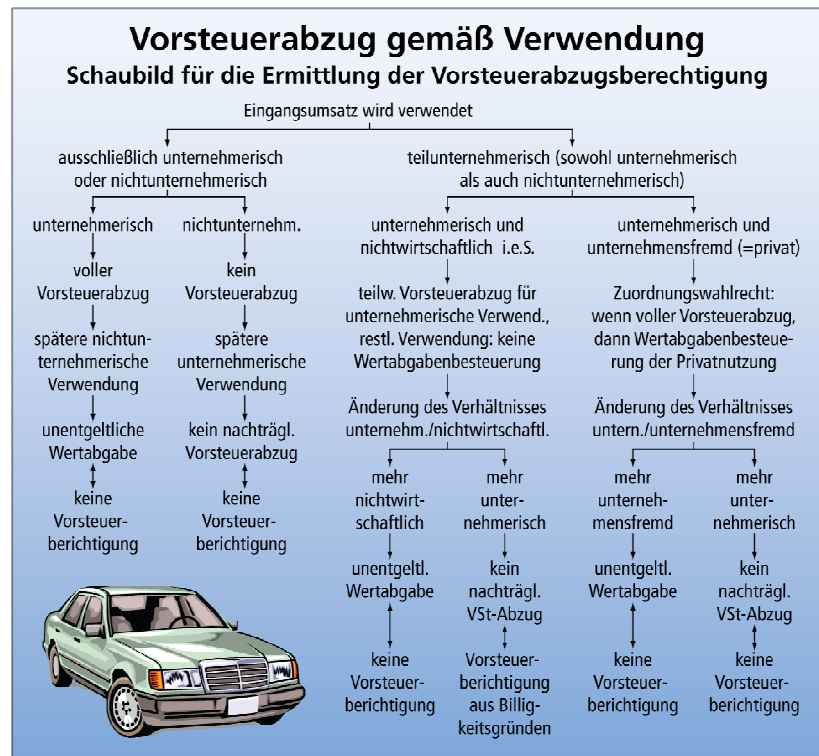 Vorsteuerabzug gemäß Verwendung
Schaubild für die Ermittlung der Vorsteuerabzugsberechtigung
Eingangsumsatz wird verwendet
ausschließlich unternehmerisch
oder nichtunternehmerisch
teilunternehmerisch (sowohl unternehmerisch
als auch nichtunternehmerisch)
unternehmerisch
voller
Vorsteuerabzug
spätere nichtun-
ternehmerische
Verwendung
unentgeltliche
Wertabgabe
keine
Vorsteuer-
berichtigung
nichtunternehm.
kein
Vorsteuerabzug
spätere
unternehmerische
Verwendung
kein nachträgl.
Vorsteuerabzug
keine
Vorsteuer-
berichtigung
unternehmerisch und
nichtwirtschaftlich i.e.S.
teilw. Vorsteuerabzug für
unternehmerische Verwend.,
restl. Verwendung: keine
Wertabgabenbesteuerung
Änderung des Verhältnisses
unternehm./nichtwirtschaftl.
mehr
nichtwirt-
schaftlich
unentgeltl.
Wertabgabe
keine
Vorsteuer-
berichtigung
mehr
unter-
nehmerisch
kein
nachträgl.
VSt-Abzug
Vorsteuer-
berichtigung
aus Billig-
keitsgründen
unternehmerisch und
unternehmensfremd (=privat)
Zuordnungswahlrecht:
wenn voller Vorsteuerabzug,
dann Wertabgabenbesteue-
rung der Privatnutzung
Änderung des Verhältnisses
untern./unternehmensfremd
mehr
unterneh-
mensfremd
unentgeltl.
Wertabgabe
keine
Vorsteuer-
berichtigung
mehr
unter-
nehmerisch
kein
nachträgl.
VSt-Abzug
keine
Vorsteuer-
berichtigung